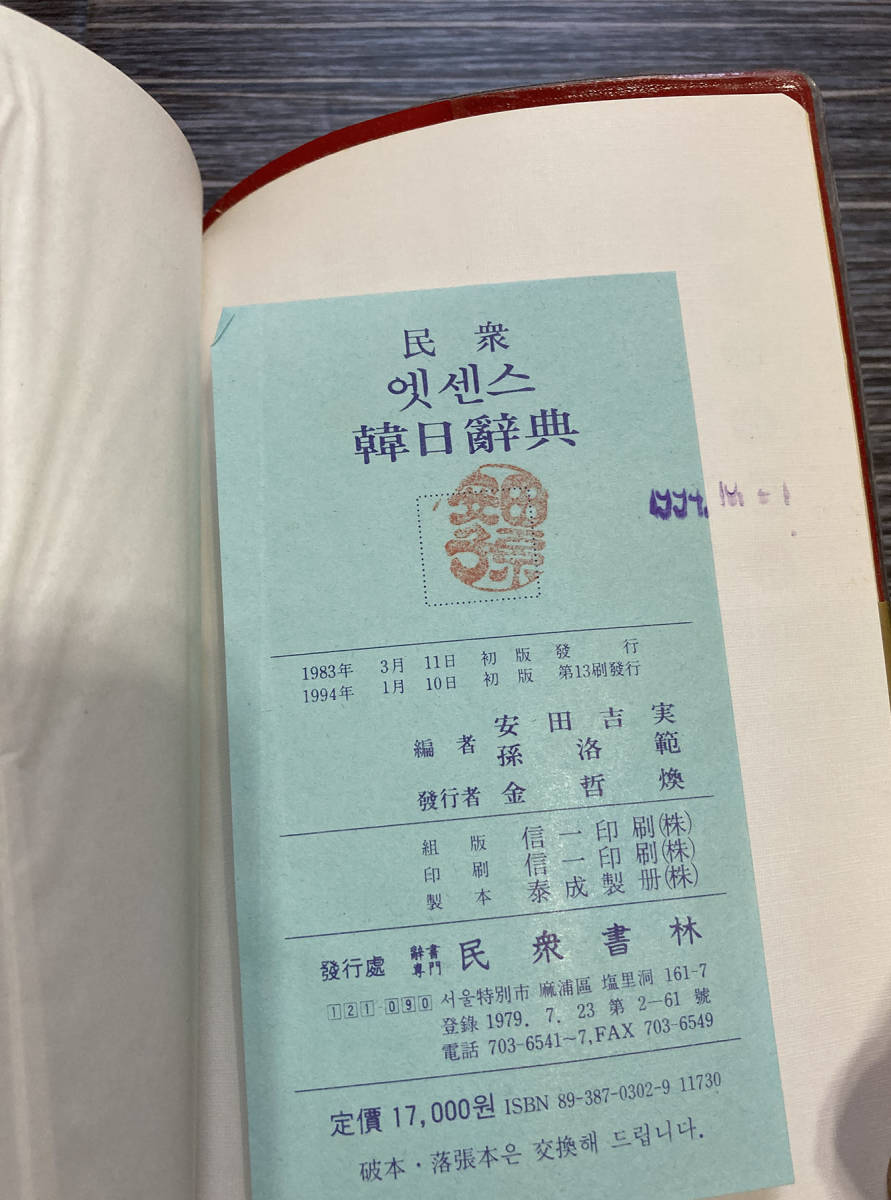 民衆
엣센스
韓日辭典
安田
孫
1983年 3月 11日 初版發行
1994年 1月 10日 初版 第13刷發行
編者 安田吉実
孫洛範
發行者 金哲煥
組版 信一印刷(株)
印刷 信一印刷(株)
製本 泰成製册(株)
發行處 辭書專門 民衆書林
121-090 서울特別市 麻浦區 塩里洞 161-7
登錄 1979. 7. 23 第 2—61 號
電話 703-6541~7, FAX 703-6549
定價 17,000원 ISBN 89-387-0302-9 11730
破本·落張本은 交換해 드립니다.